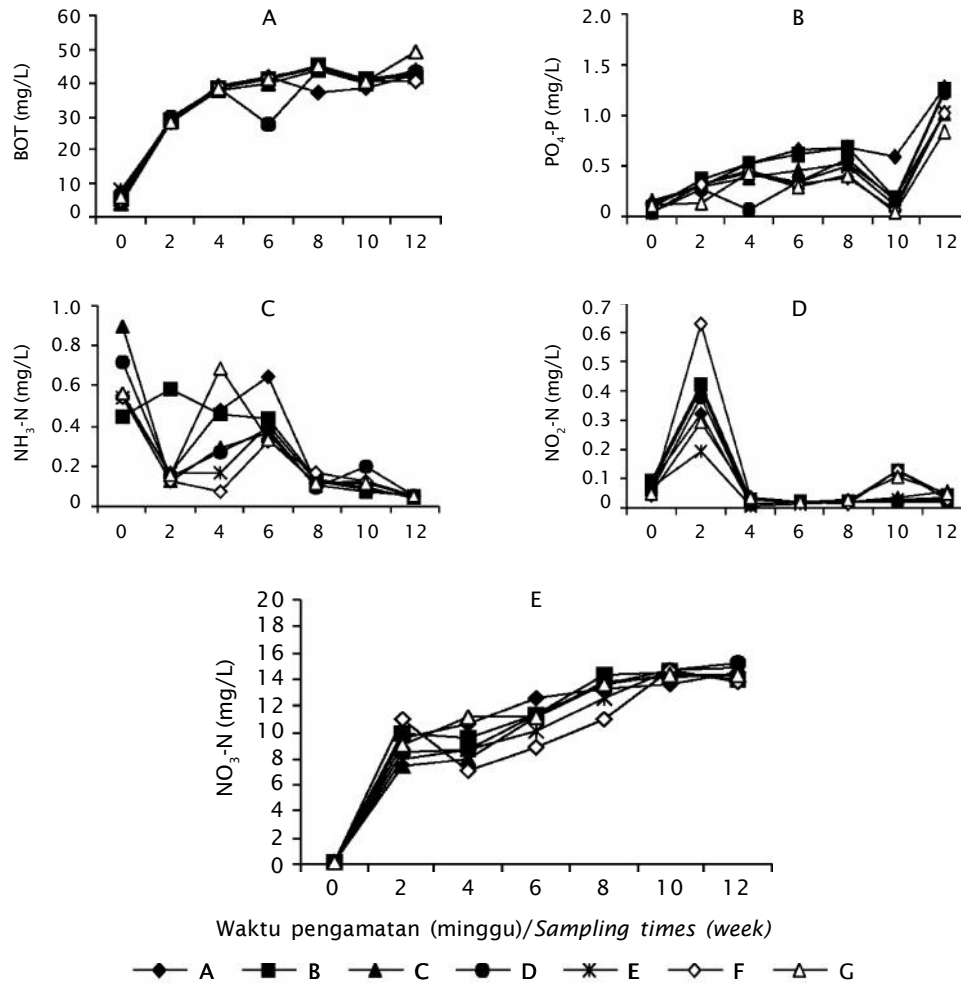 A
BOT (mg/L)
60
50
40
30
20
10
0
0 2 4 6 8 10 12
B
PO4-P (mg/L)
2.0
1.5
1.0
0.5
0
0 2 4 6 8 10 12
C
NH3-N (mg/L)
1.0
0.8
0.6
0.4
0.2
0
0 2 4 6 8 10 12
D
NO2-N (mg/L)
0.7
0.6
0.5
0.4
0.3
0.2
0.1
0
0 2 4 6 8 10 12
E
NO3-N (mg/L)
20
18
16
14
12
10
8
6
4
2
0
0 2 4 6 8 10 12
Waktu pengamatan (minggu)/Sampling times (week)
A B C D E F G